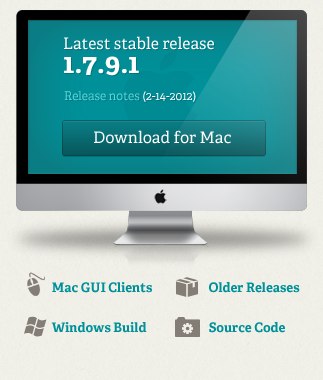 Latest stable release
1.7.9.1
Release notes (2-14-2012)
Download for Mac
Mac GUI Clients
Older Releases
Windows Build
Source Code